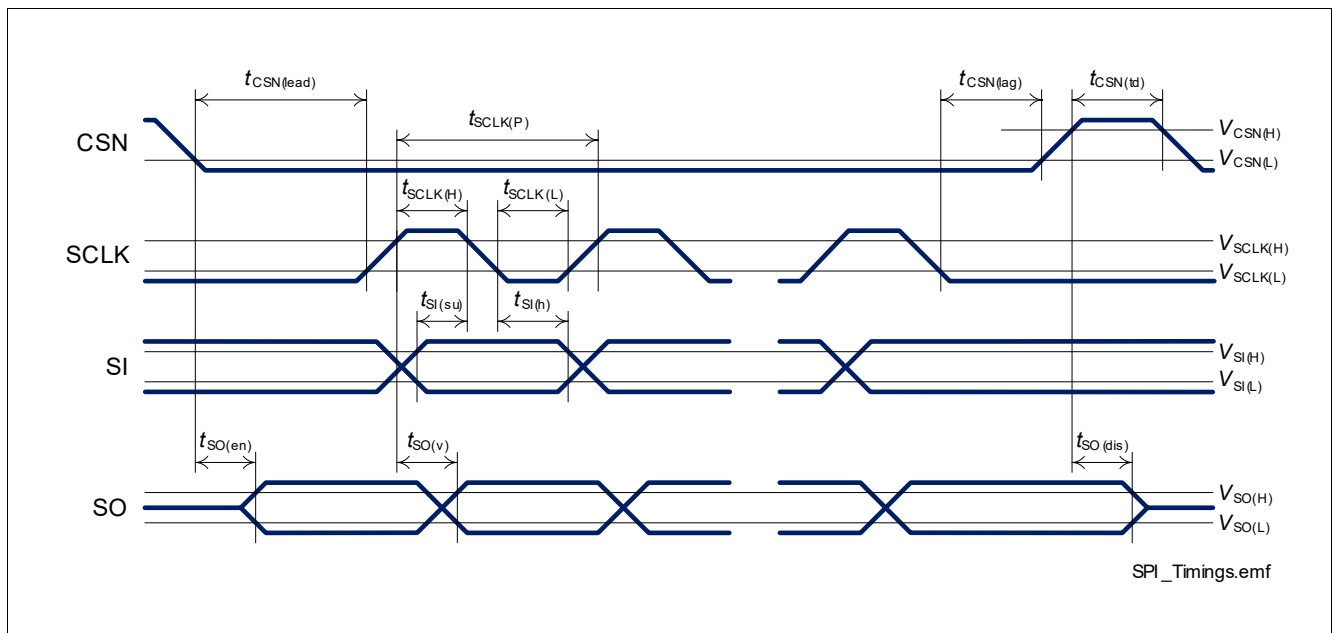 tCSN(lead)
tCSN(lag)
tCSN(td)
tSCLK(P)
CSN
VCSN(H)
VCSN(L)
tSCLK(H)
tSCLK(L)
SCLK
VSCLK(H)
VSCLK(L)
tSI(su)
tSI(h)
SI
VSI(H)
VSI(L)
tSO(en)
tSO(v)
tSO(dis)
SO
VSO(H)
VSO(L)
SPI_Timings.emf